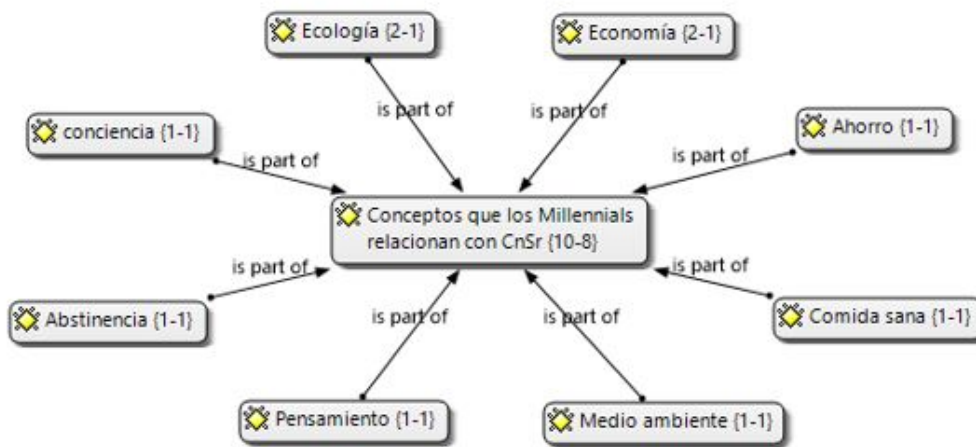 Ecología {2-1}
Economía {2-1}
is part of
is part of
conciencia {1-1}
Ahorro {1-1}
is part of
is part of
Conceptos que los Millennials
relacionan con CnSr {10-8}
is part of
is part of
Abstinencia {1-1}
Comida sana {1-1}
is part of
is part of
Pensamiento {1-1}
Medio ambiente {1-1}